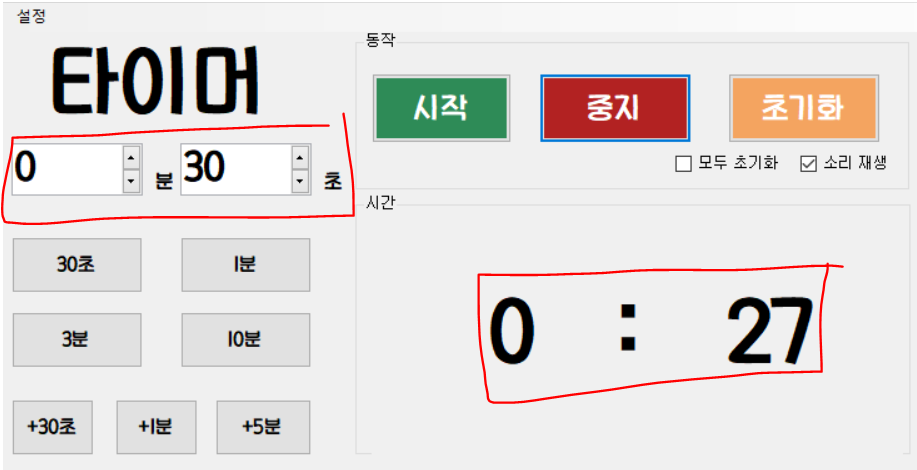 설정
타이머
0 분 30 초
30초 1분
3분 10분
+30초 +1분 +5분
동작
시작 중지 초기화
모두 초기화 소리 재생
시간
0 : 27